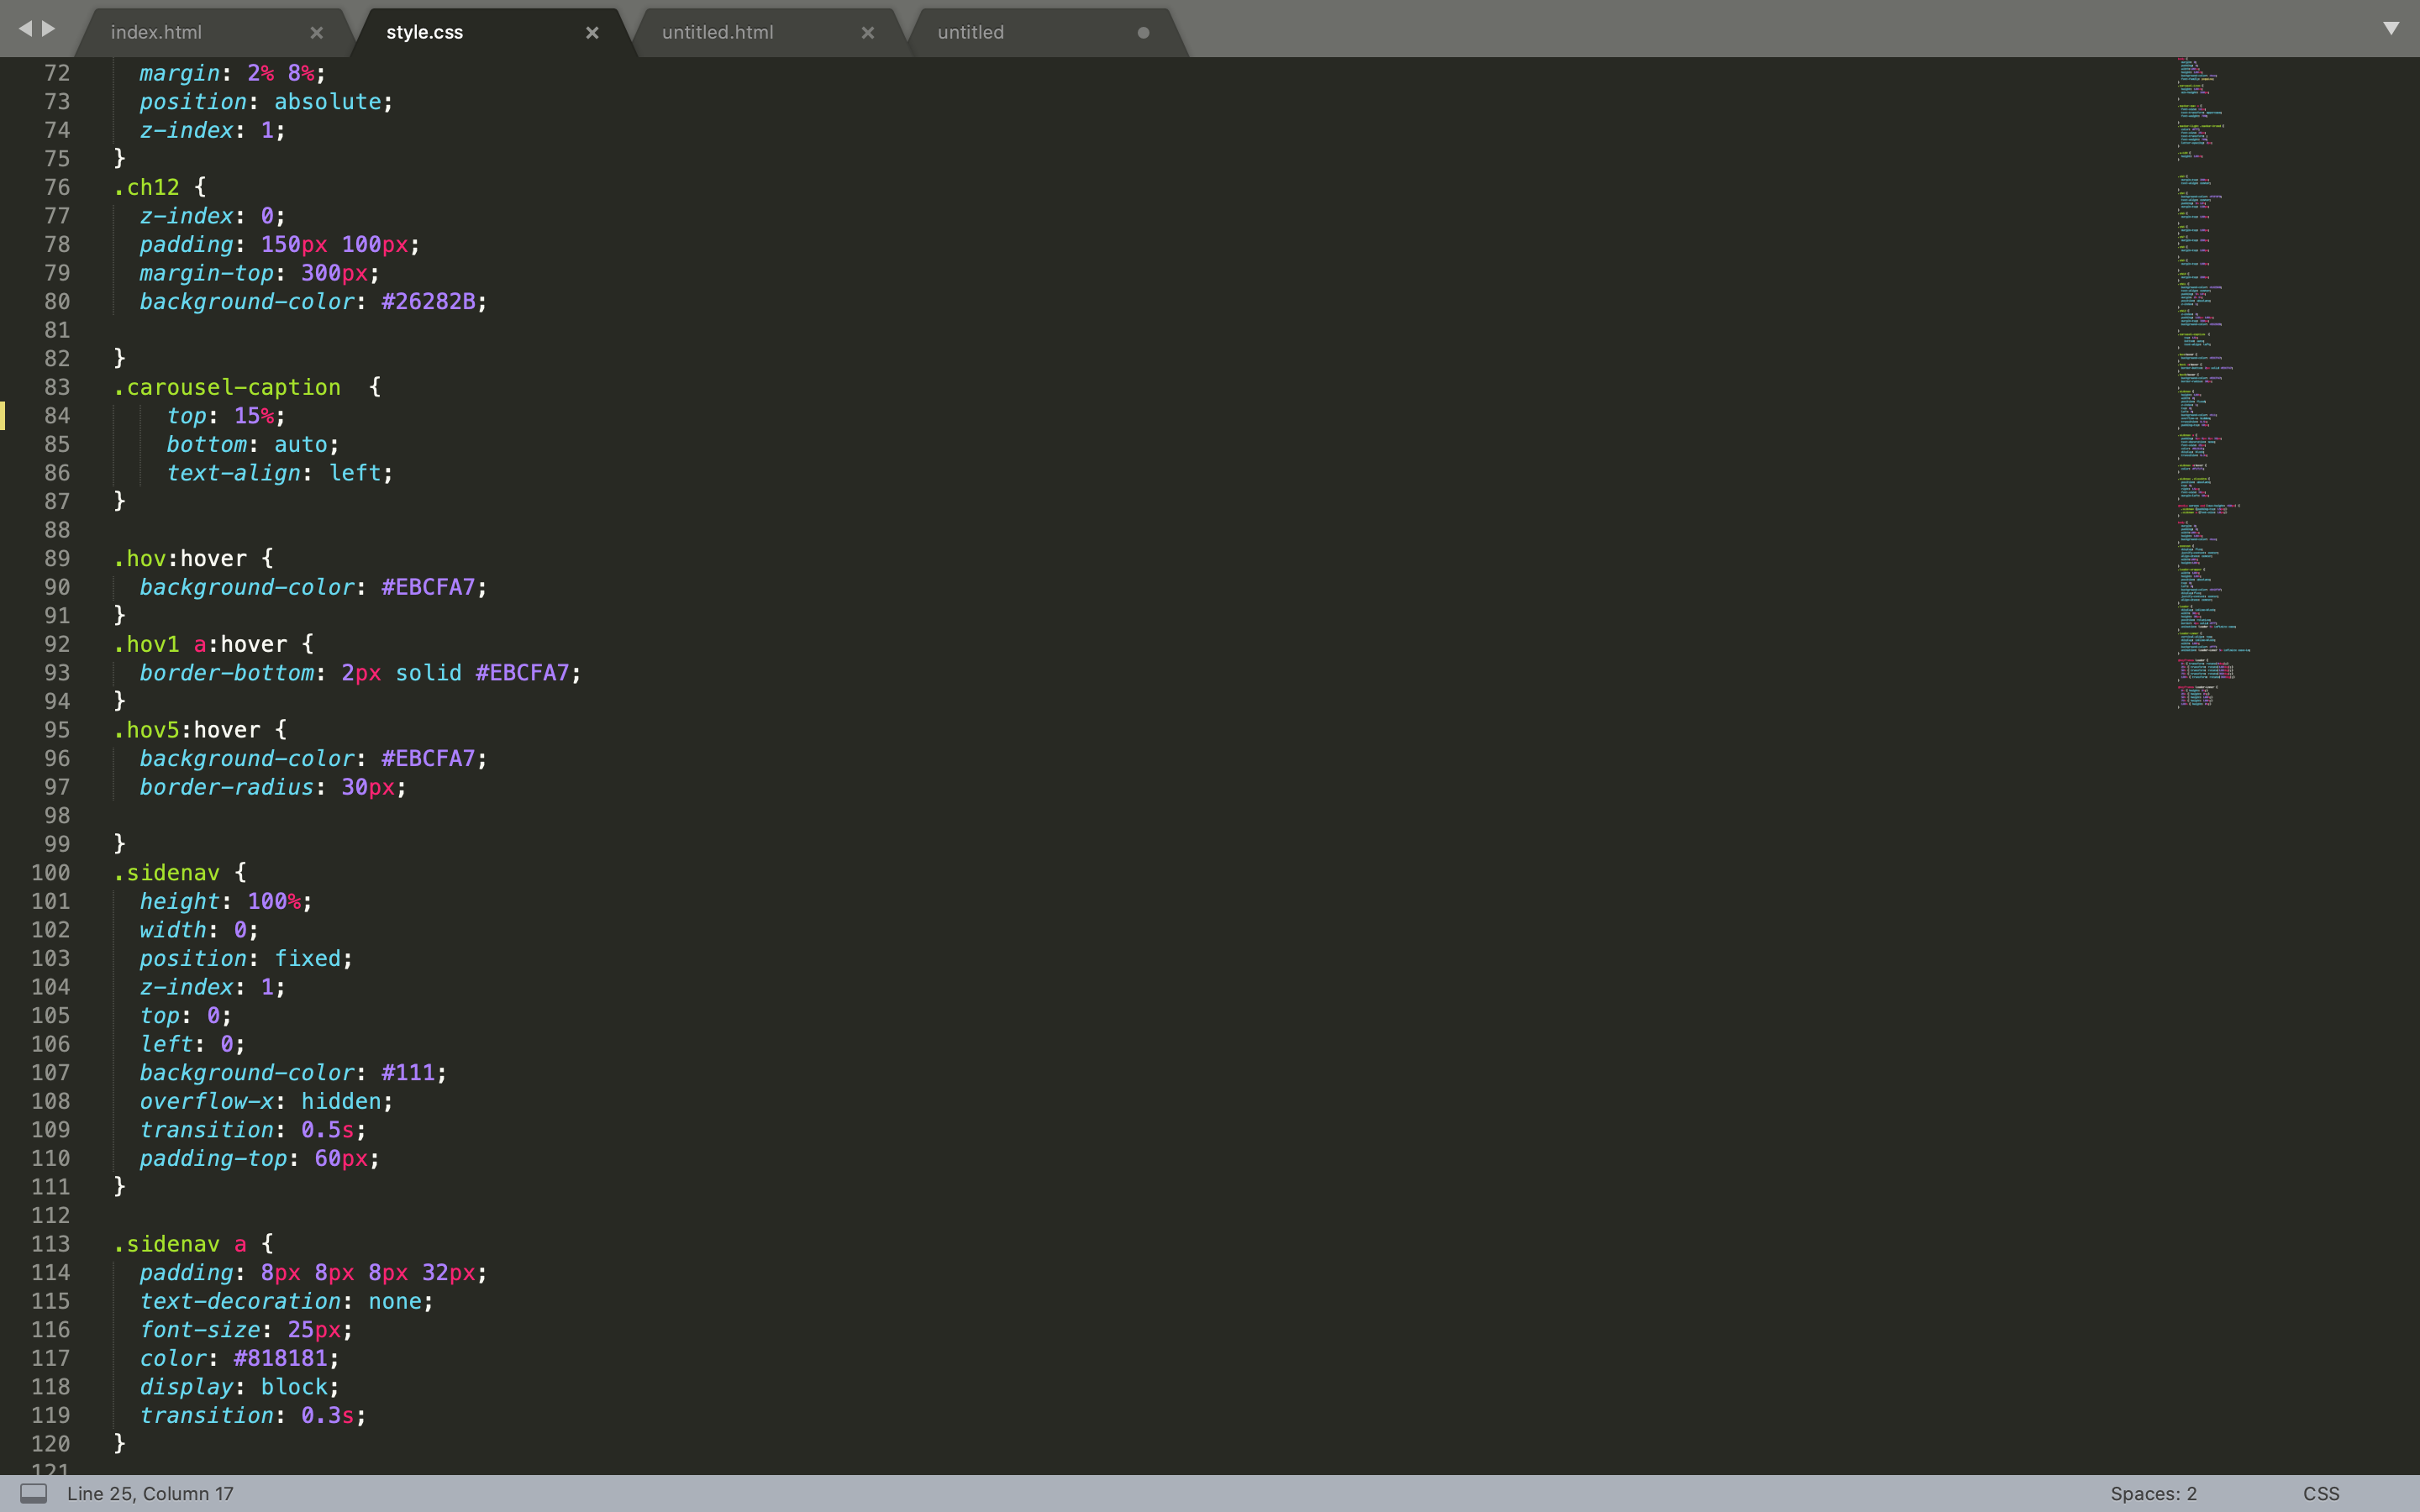 index.html
style.css
untitled.html
untitled
72 margin: 2% 8%;
73 position: absolute;
74 z-index: 1;
75 }
76 .ch12 {
77 z-index: 0;
78 padding: 150px 100px;
79 margin-top: 300px;
80 background-color: #26282B;
81
82 }
83 .carousel-caption  {
84 top: 15%;
85 bottom: auto;
86 text-align: left;
87 }
88
89 .hov:hover {
90 background-color: #EBCFA7;
91 }
92 .hov1 a:hover {
93 border-bottom: 2px solid #EBCFA7;
94 }
95 .hov5:hover {
96 background-color: #EBCFA7;
97 border-radius: 30px;
98
99 }
100 .sidenav {
101 height: 100%;
102 width: 0;
103 position: fixed;
104 z-index: 1;
105 top: 0;
106 left: 0;
107 background-color: #111;
108 overflow-x: hidden;
109 transition: 0.5s;
110 padding-top: 60px;
111 }
112
113 .sidenav a {
114 padding: 8px 8px 8px 32px;
115 text-decoration: none;
116 font-size: 25px;
117 color: #818181;
118 display: block;
119 transition: 0.3s;
120 }
121
Line 25, Column 17
Spaces: 2
CSS